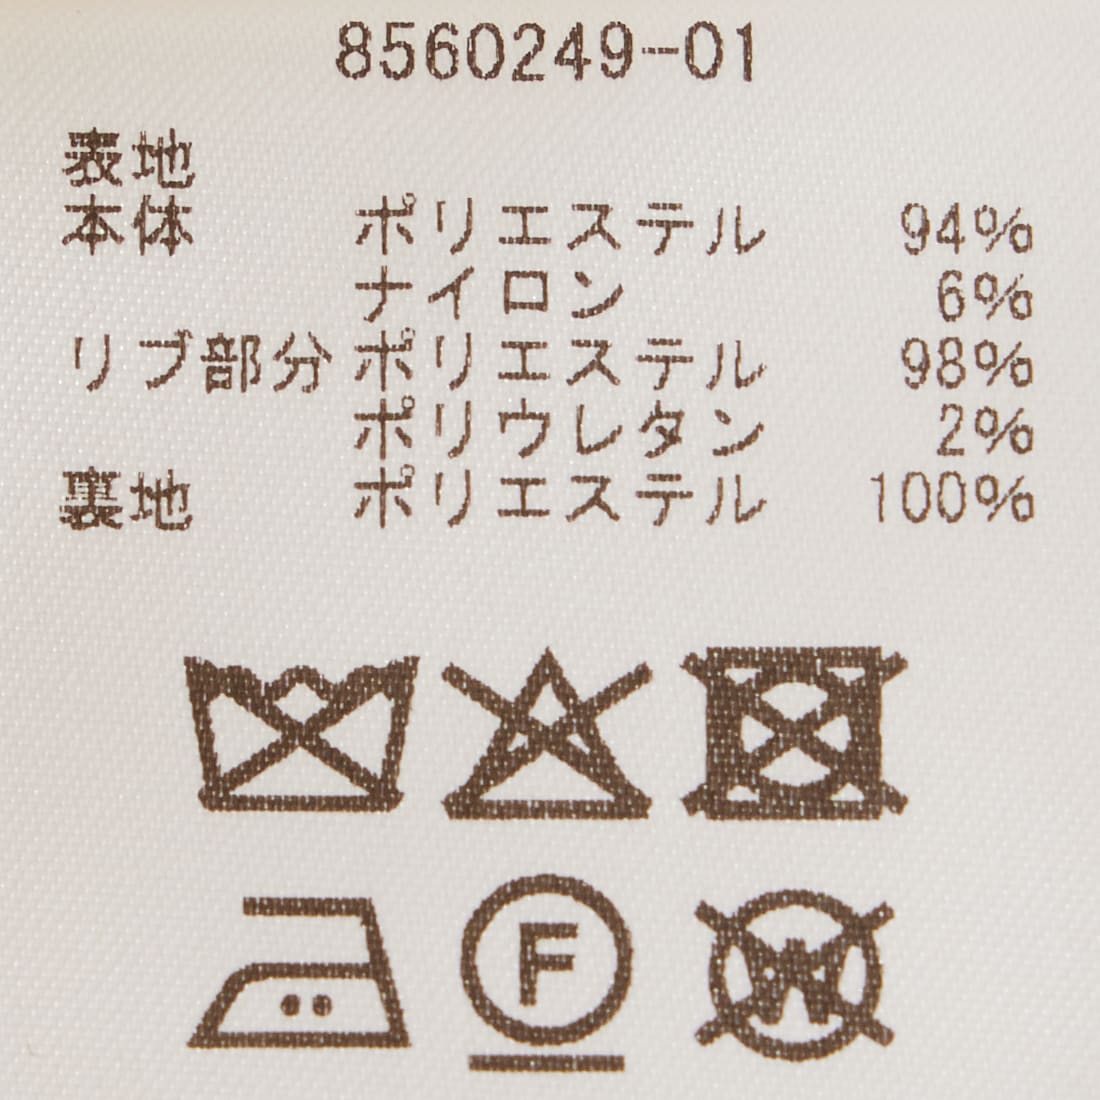 8560249-01
表地
本体 ポリエステル 94%
ナイロン 6%
リブ部分 ポリエステル 98%
ポリウレタン 2%
裏地 ポリエステル 100%
F
W